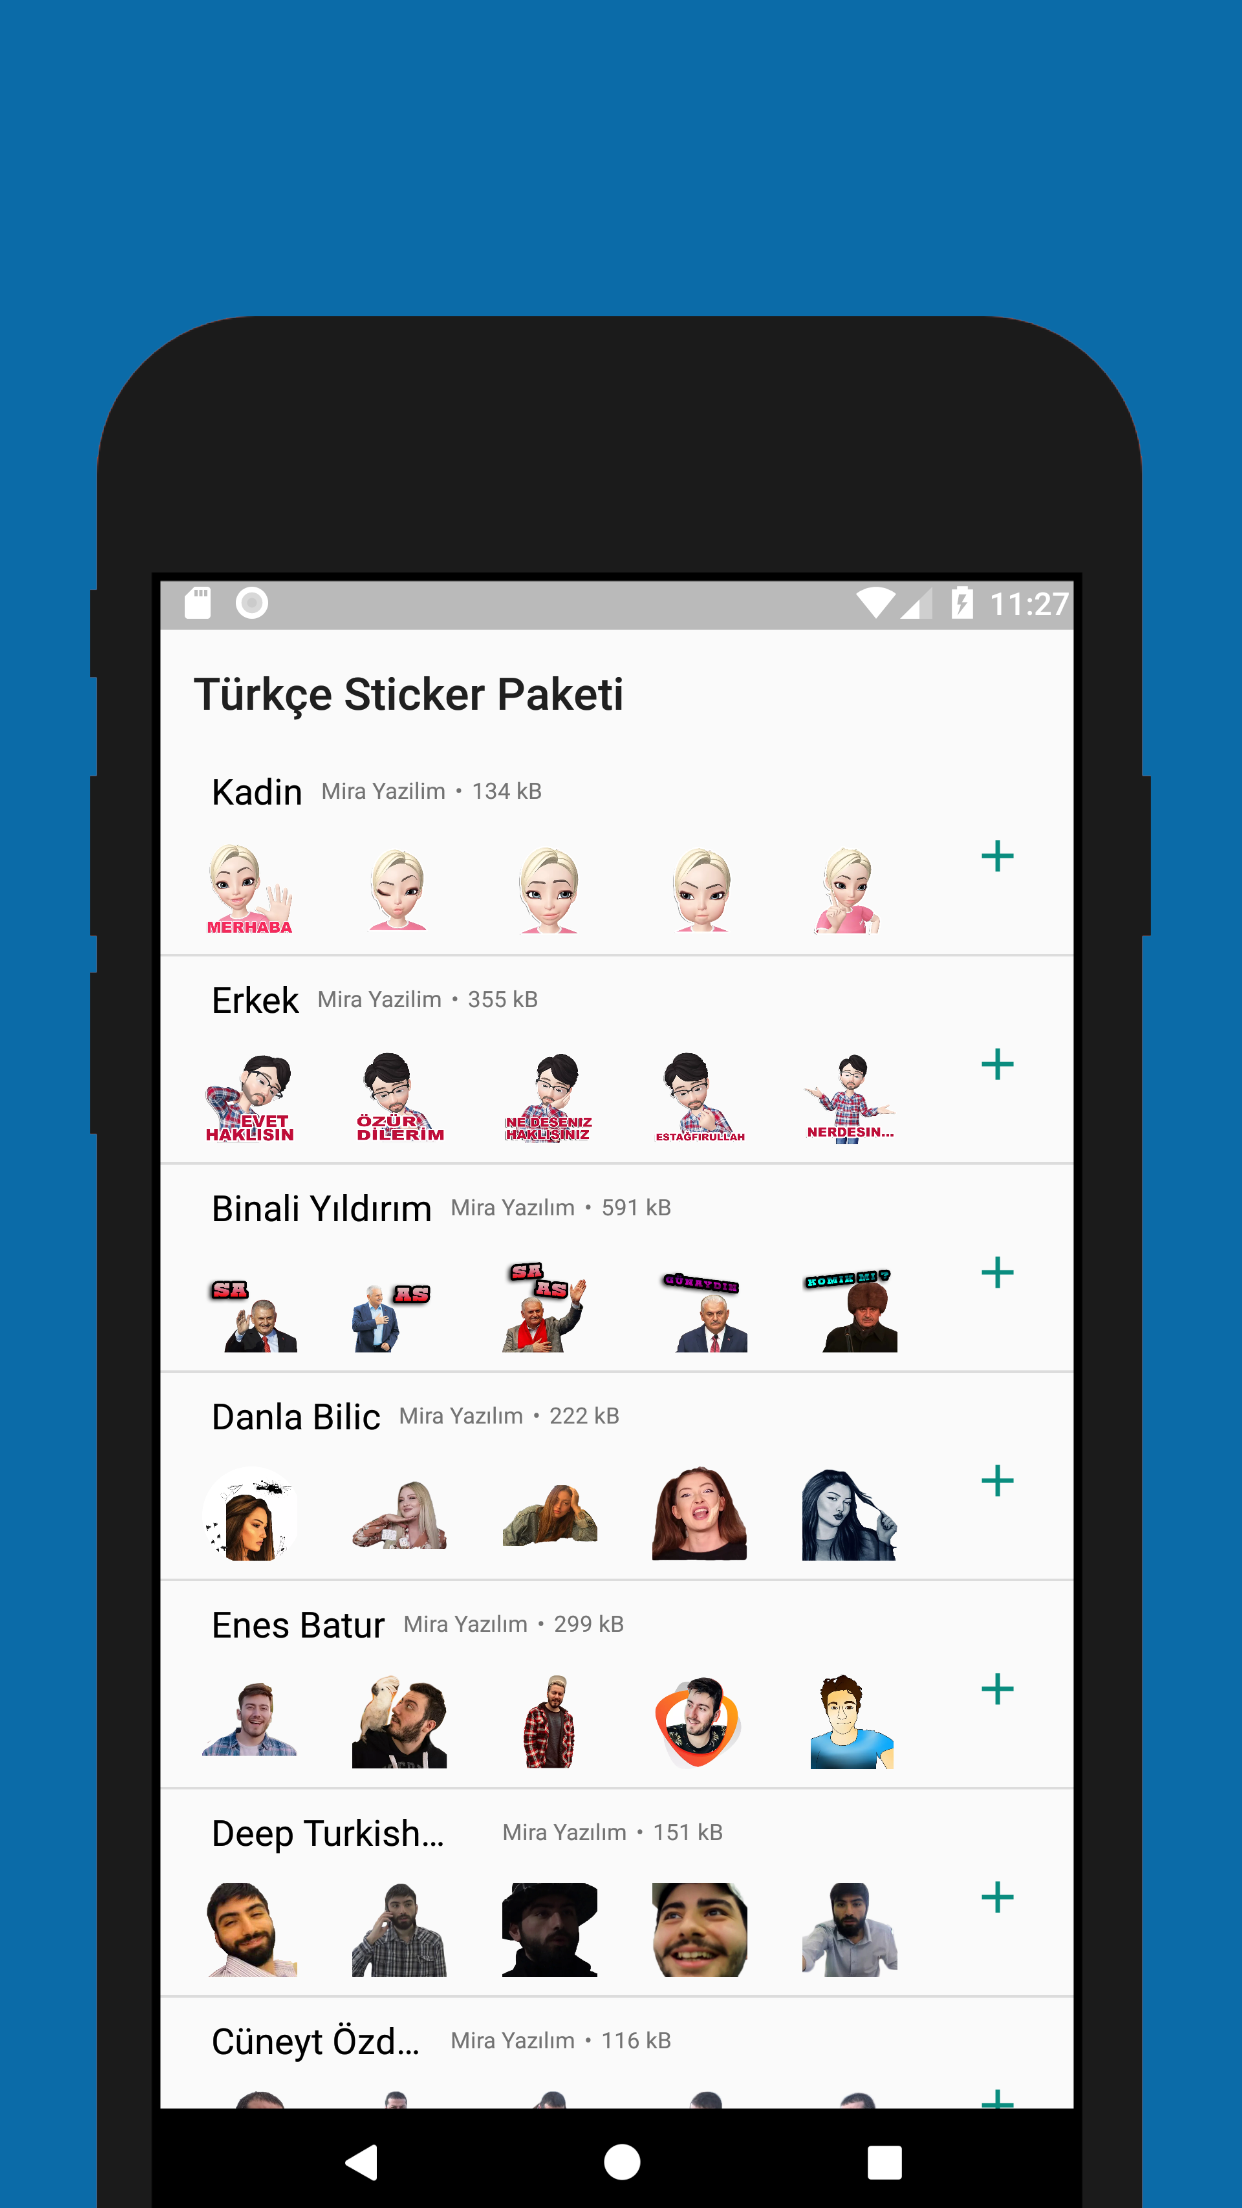 11:27
Türkçe Sticker Paketi
Kadin Mira Yazilim • 134 kB
MERHABA
Erkek Mira Yazilim • 355 kB
EVET
HAKLISIN
ÖZÜR
DİLERİM
NE DESENIZ
HAKLISINIZ
ESTAĞFIRULLAH
NERDESIN...
Binali Yıldırım Mira Yazılım • 591 kB
SA
AS
SA
AS
GÜNAYDIN
KOMIK MI ?
Danla Bilic Mira Yazılım • 222 kB
Enes Batur Mira Yazılım • 299 kB
Deep Turkish... Mira Yazılım • 151 kB
Cüneyt Özd... Mira Yazılım • 116 kB